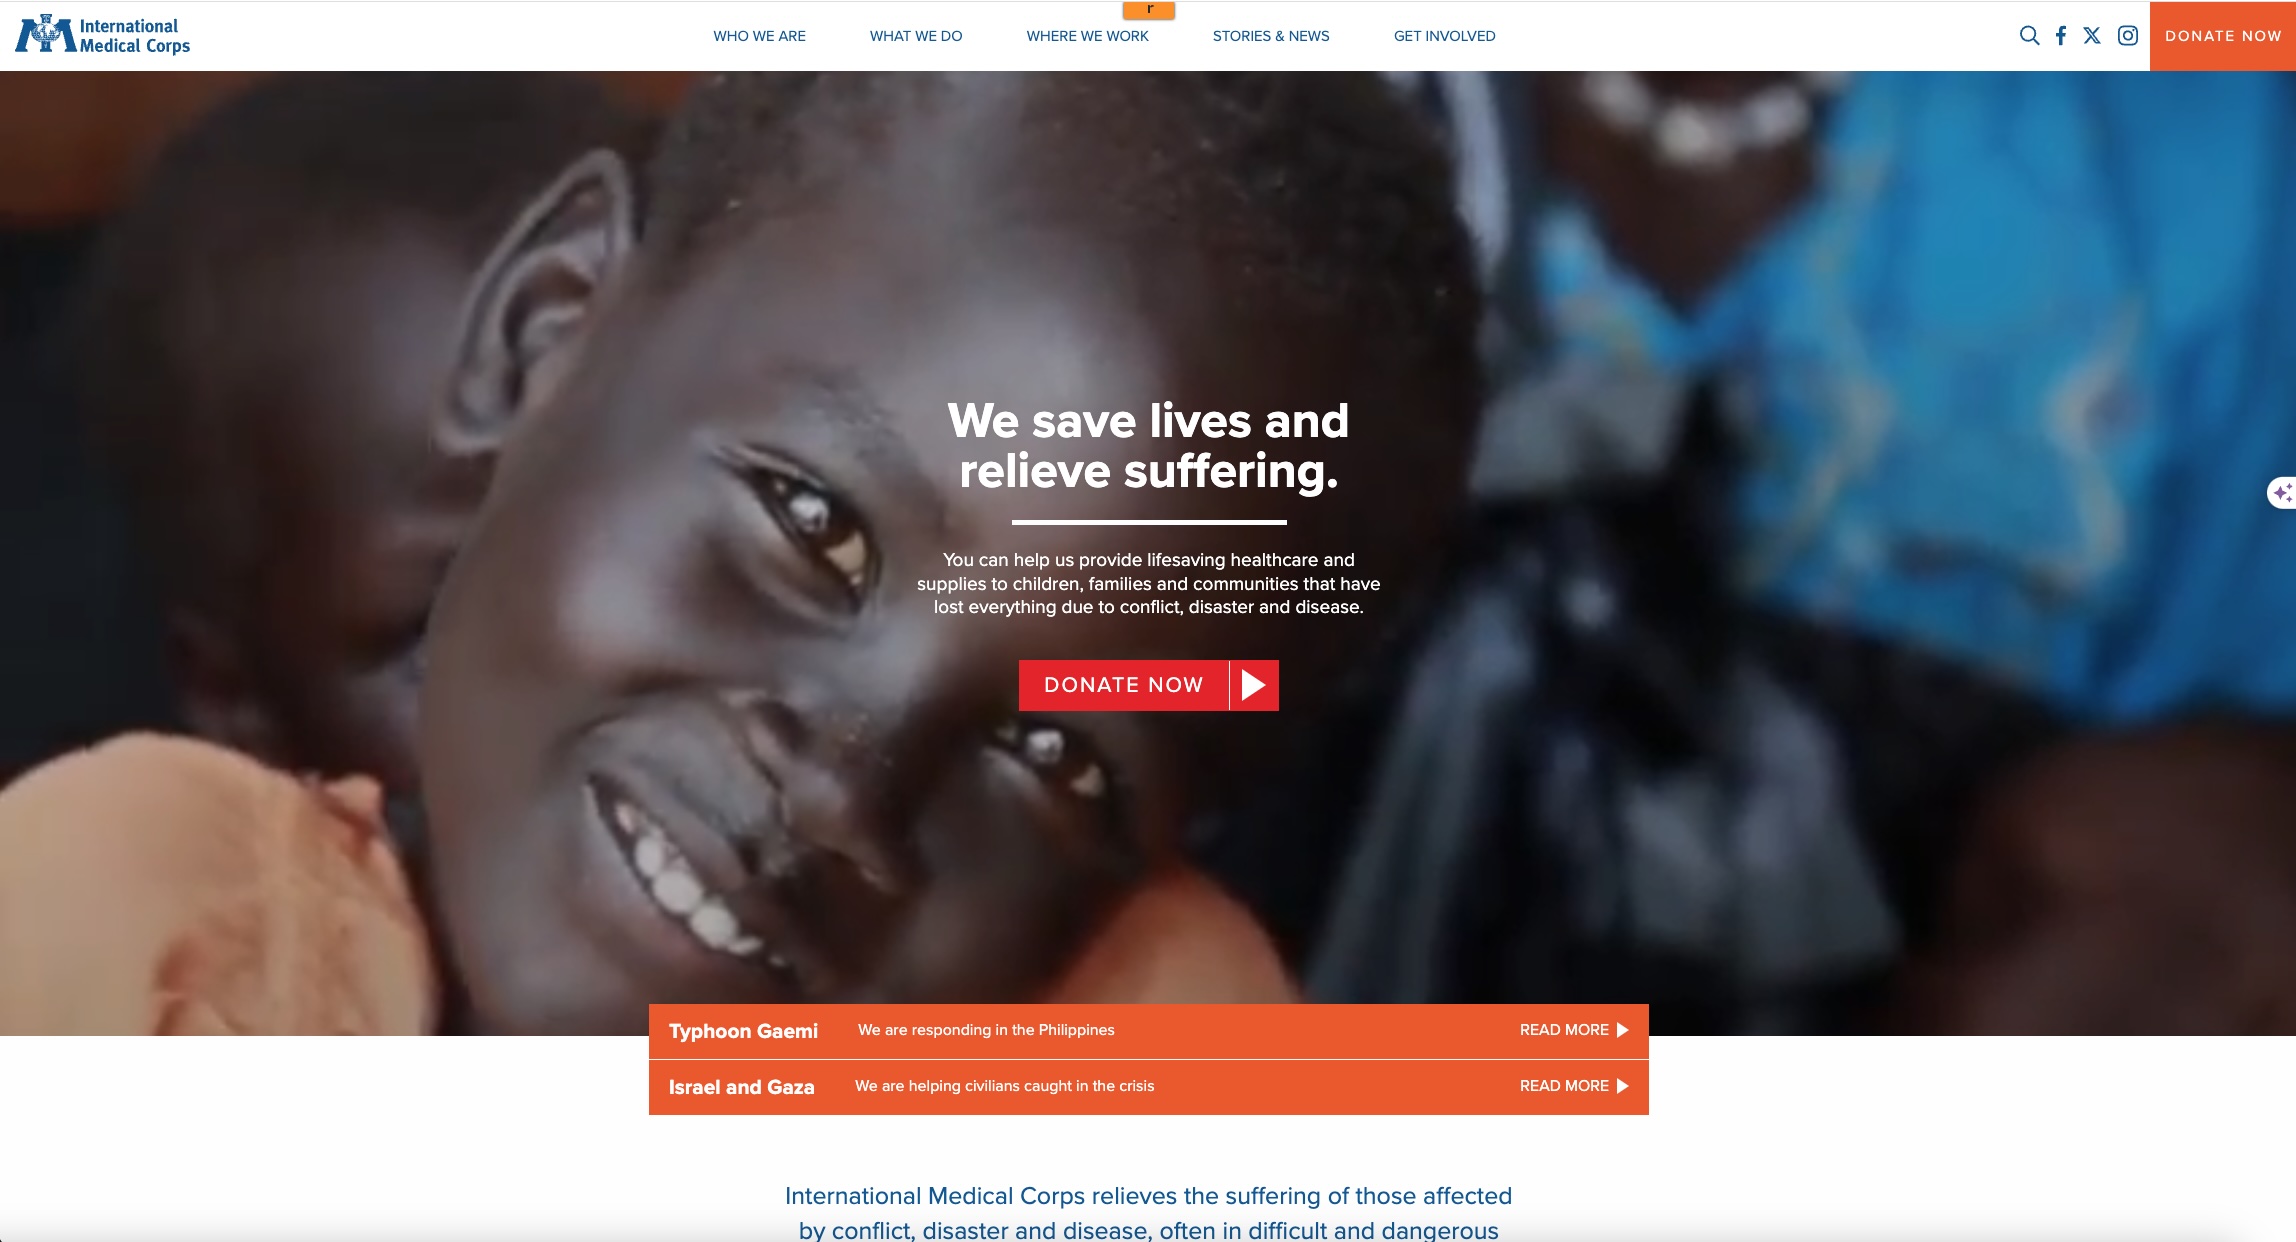 r
International
Medical Corps
WHO WE ARE
WHAT WE DO
WHERE WE WORK
STORIES & NEWS
GET INVOLVED
DONATE NOW
We save lives and
relieve suffering.
You can help us provide lifesaving healthcare and
supplies to children, families and communities that have
lost everything due to conflict, disaster and disease.
DONATE NOW
Typhoon Gaemi We are responding in the Philippines READ MORE
Israel and Gaza We are helping civilians caught in the crisis READ MORE
International Medical Corps relieves the suffering of those affected
by conflict, disaster and disease, often in difficult and dangerous